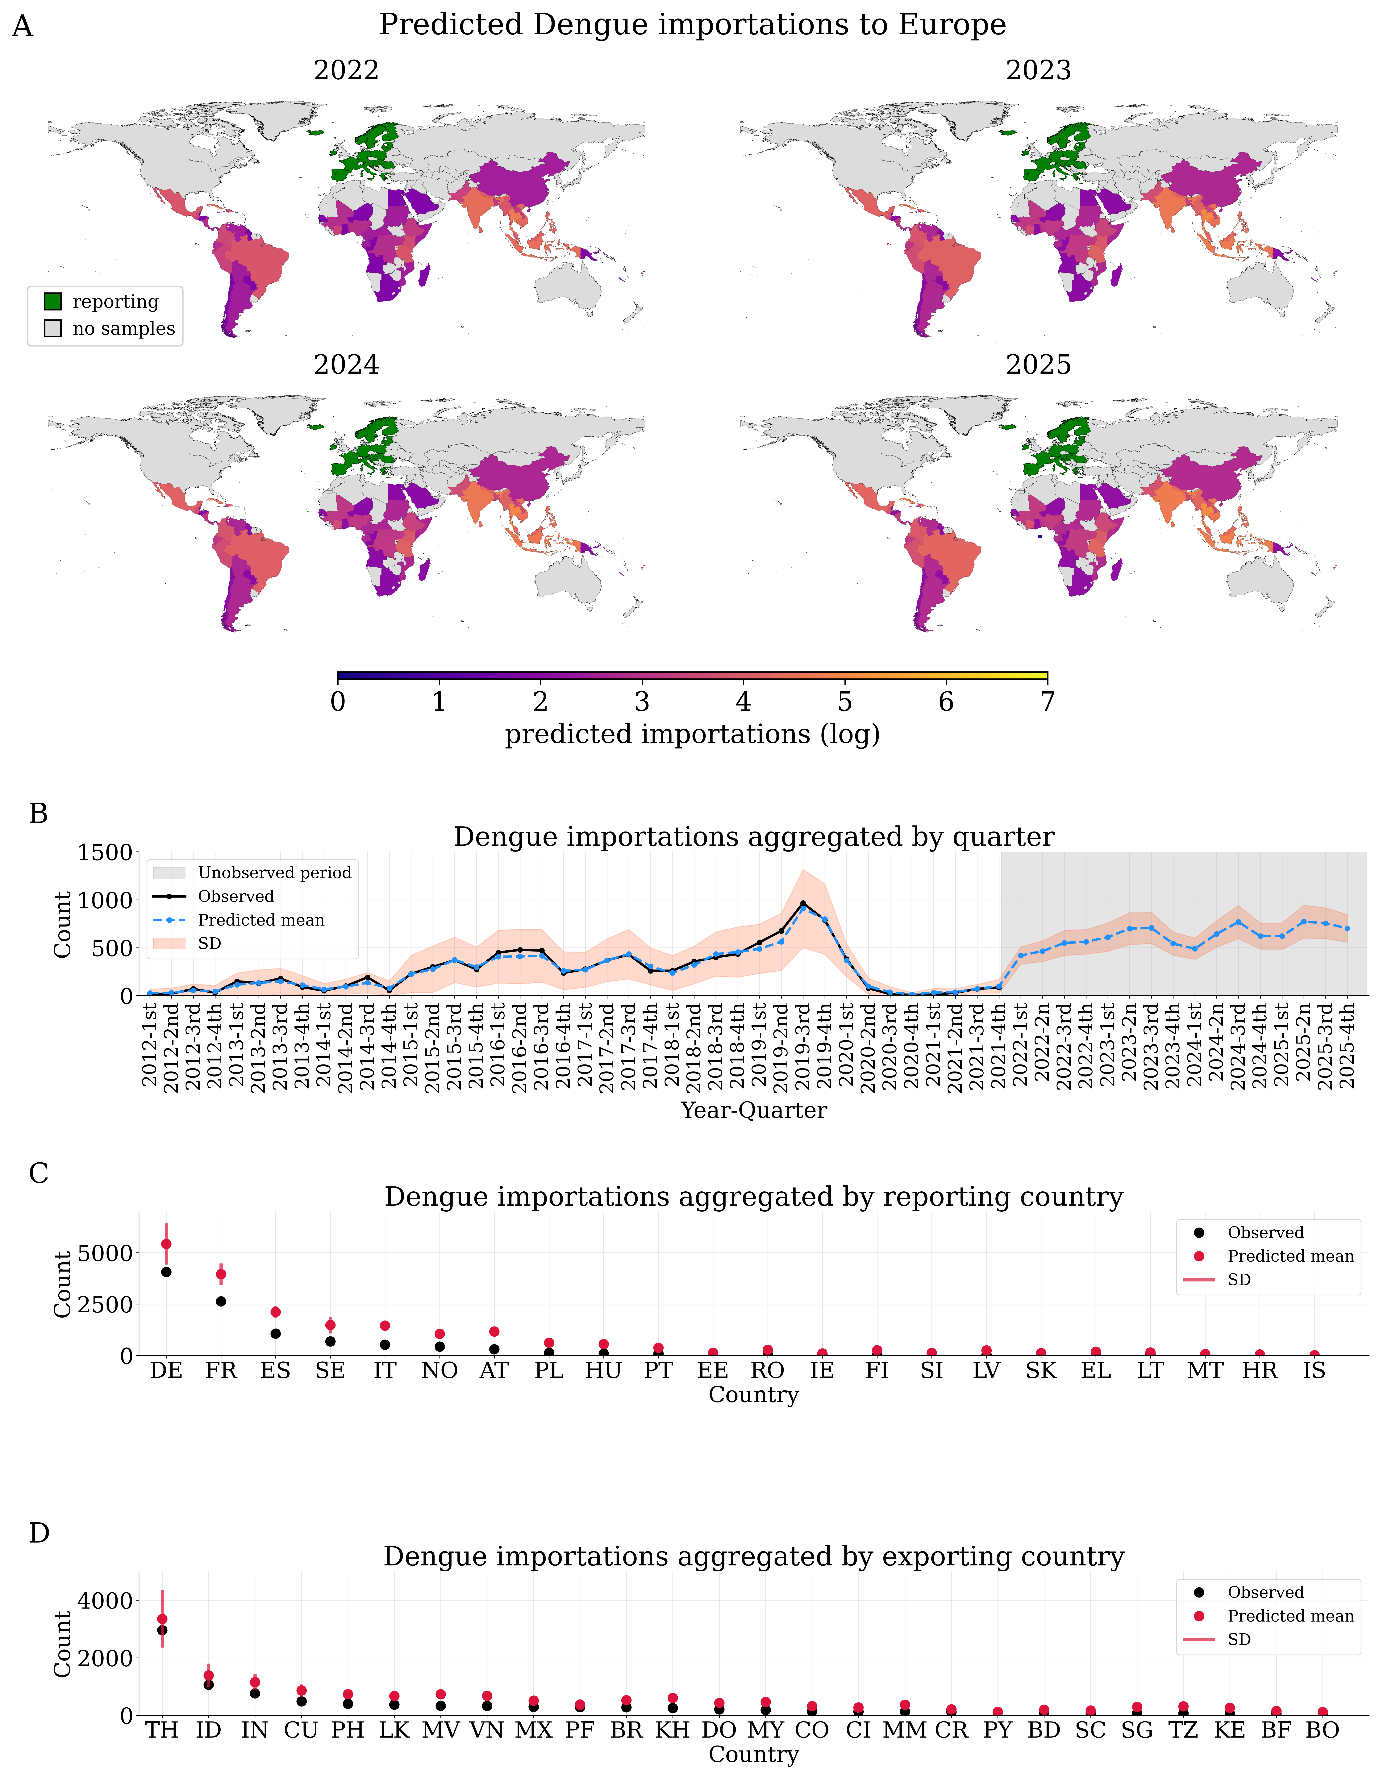 A
Predicted Dengue importations to Europe
2022
2023
reporting
no samples
2024
2025
0 1 2 3 4 5 6 7
predicted importations (log)
B
Dengue importations aggregated by quarter
1500
1000
500
0
Count
Unobserved period
Observed
Predicted mean
SD
2012-1st 2012-2nd 2012-3rd 2012-4th 2013-1st 2013-2nd 2013-3rd 2013-4th 2014-1st 2014-2nd 2014-3rd 2014-4th 2015-1st 2015-2nd 2015-3rd 2015-4th 2016-1st 2016-2nd 2016-3rd 2016-4th 2017-1st 2017-2nd 2017-3rd 2017-4th 2018-1st 2018-2nd 2018-3rd 2018-4th 2019-1st 2019-2nd 2019-3rd 2019-4th 2020-1st 2020-2nd 2020-3rd 2020-4th 2021-1st 2021-2nd 2021-3rd 2021-4th 2022-1st 2022-2n 2022-3rd 2022-4th 2023-1st 2023-2n 2023-3rd 2023-4th 2024-1st 2024-2n 2024-3rd 2024-4th 2025-1st 2025-2n 2025-3rd 2025-4th
Year-Quarter
C
Dengue importations aggregated by reporting country
5000
2500
0
Count
Observed
Predicted mean
SD
DE FR ES SE IT NO AT PL HU PT EE RO IE FI SI LV SK EL LT MT HR IS
Country
D
Dengue importations aggregated by exporting country
4000
2000
0
Count
Observed
Predicted mean
SD
TH ID IN CU PH LK MV VN MX PF BR KH DO MY CO CI MM CR PY BD SC SG TZ KE BF BO
Country